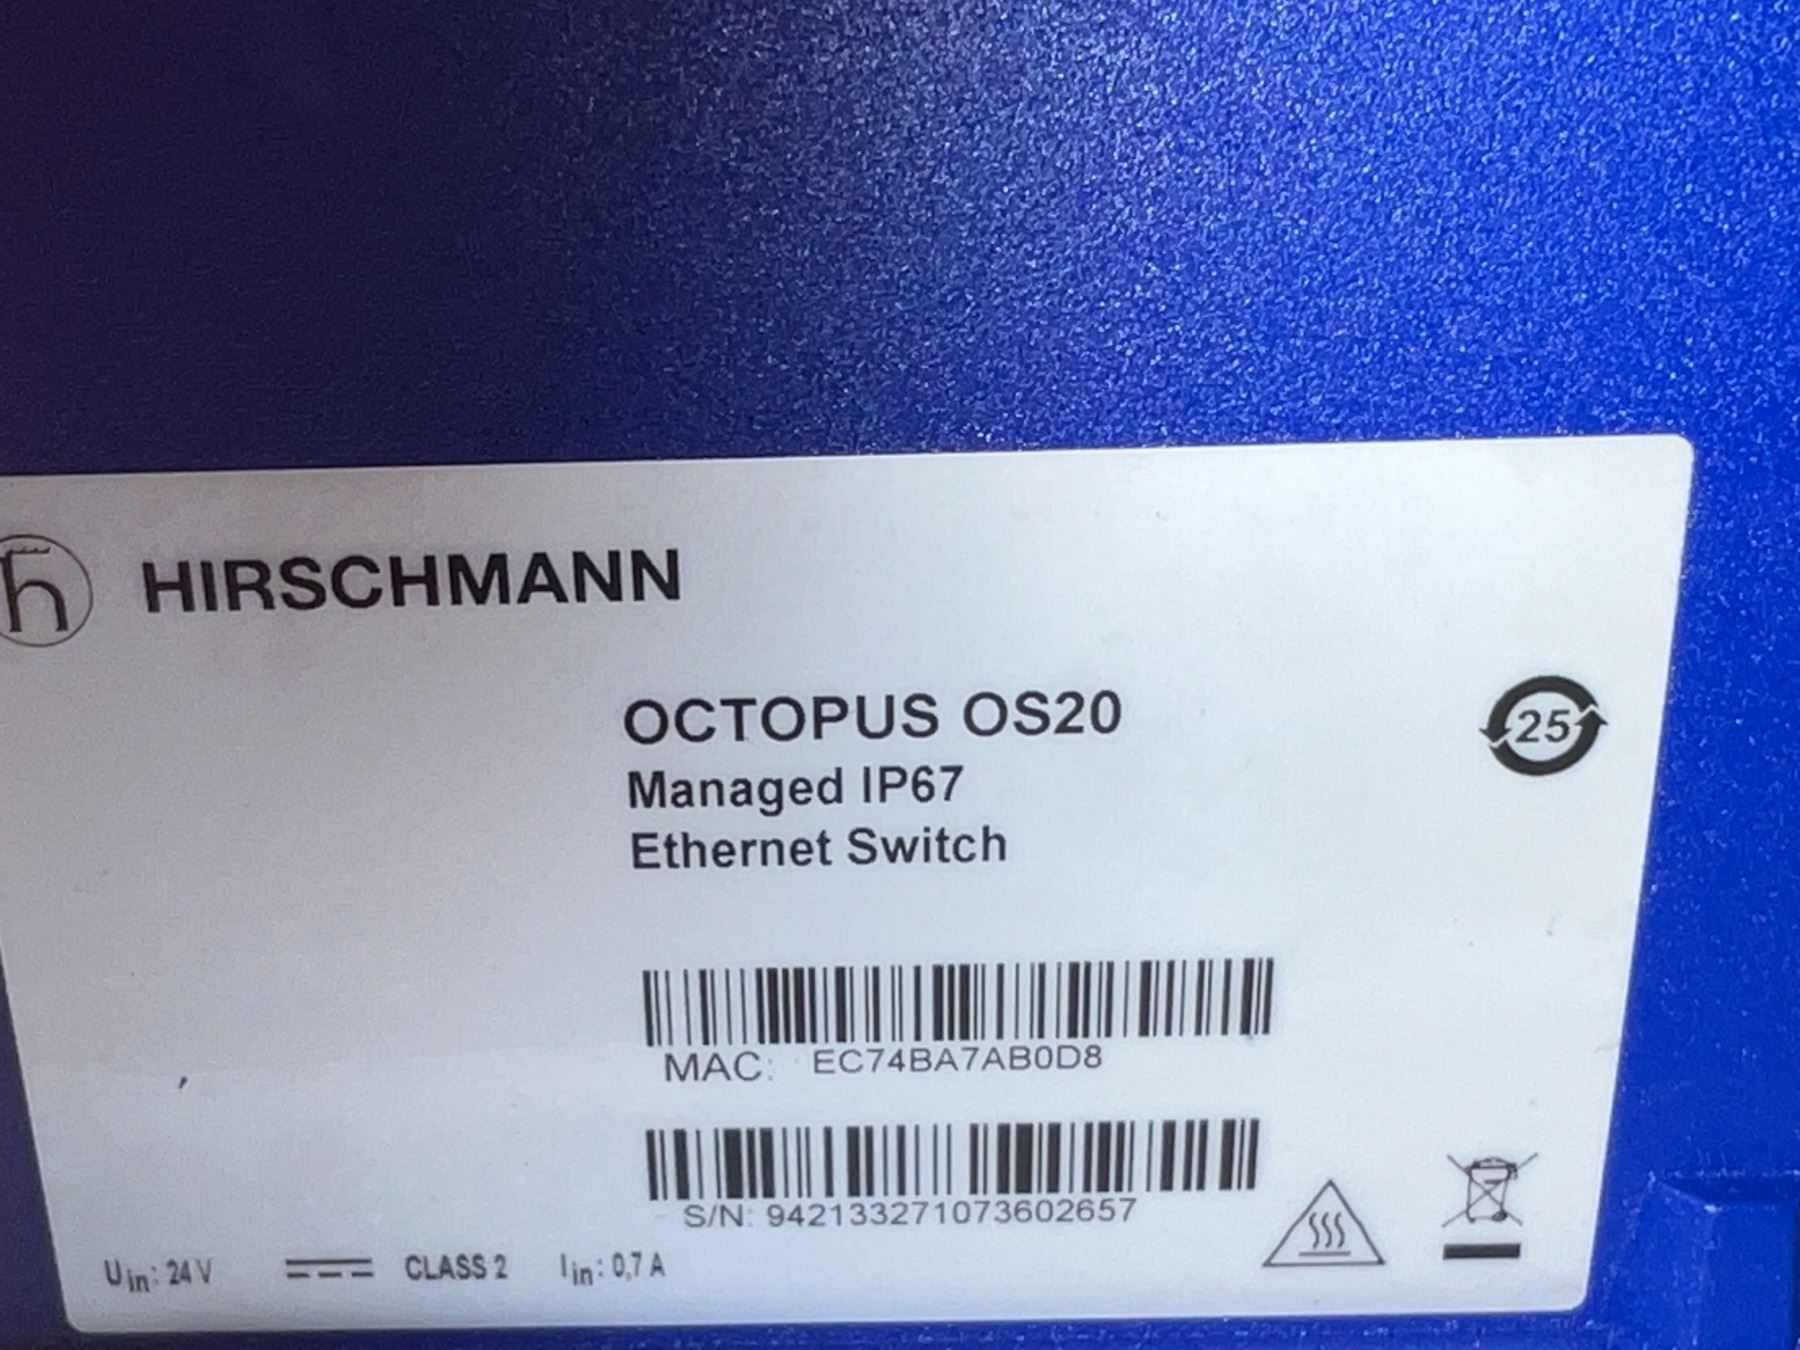 h HIRSCHMANN
OCTOPUS OS20
Managed IP67
Ethernet Switch
25
MAC: EC74BA7AB0D8
S/N: 942133271073602657
Uin: 24 V CLASS 2 Iin: 0,7 A